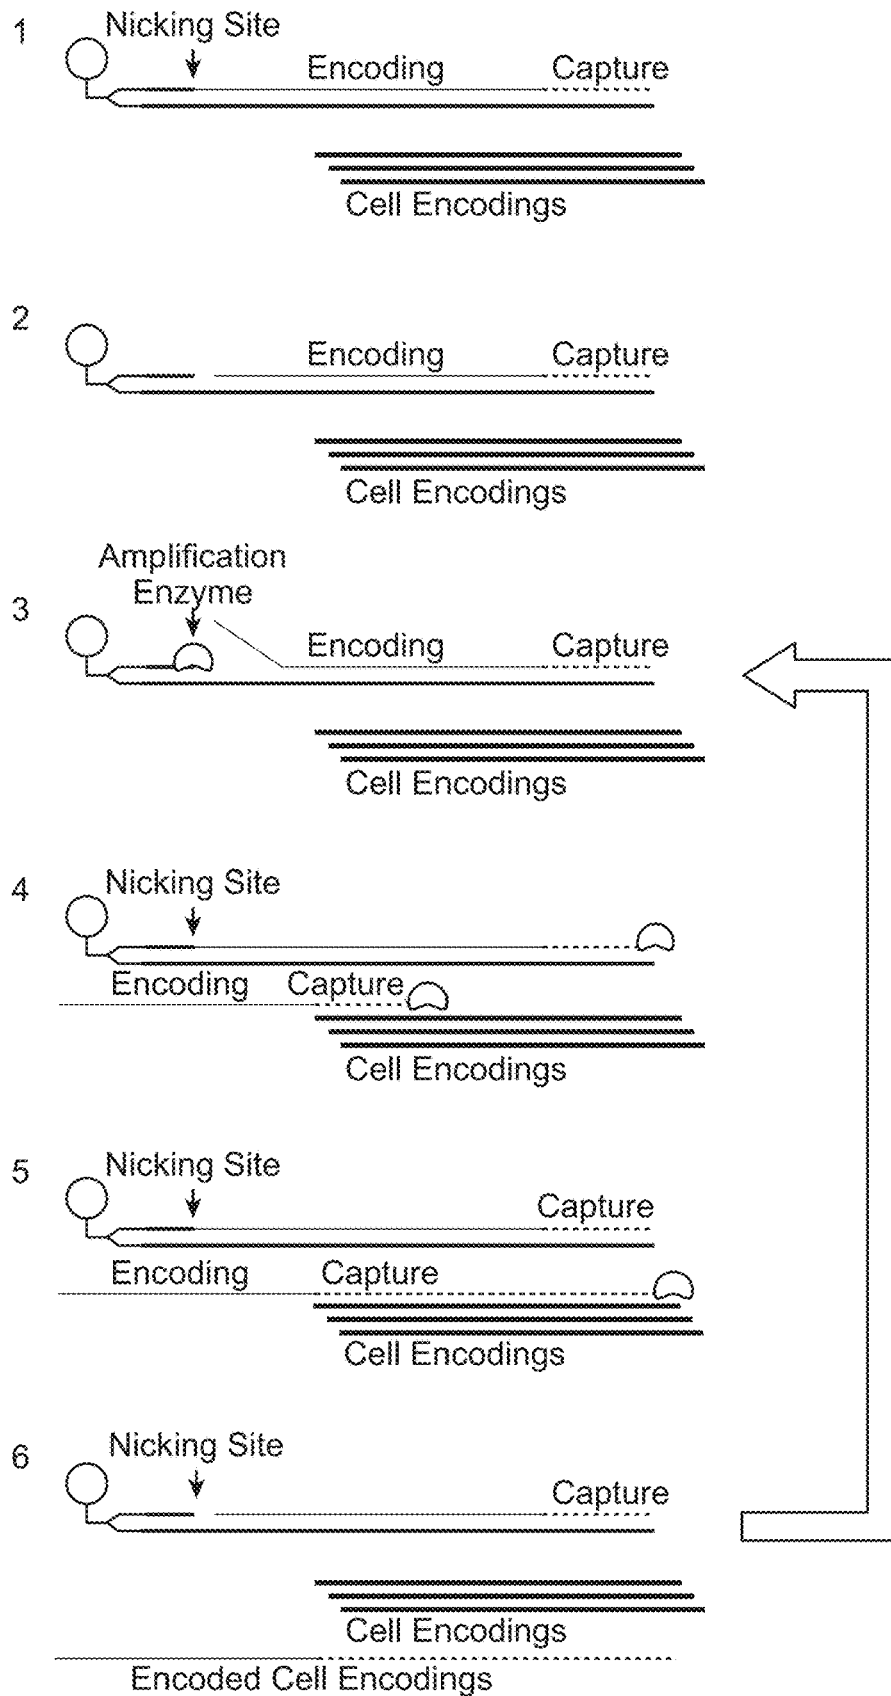 1
Nicking Site
Encoding Capture
Cell Encodings
2
Encoding Capture
Cell Encodings
Amplification
Enzyme
3
Encoding Capture
Cell Encodings
4
Nicking Site
Encoding Capture
Cell Encodings
5
Nicking Site
Capture
Encoding Capture
Cell Encodings
6
Nicking Site
Capture
Cell Encodings
Encoded Cell Encodings